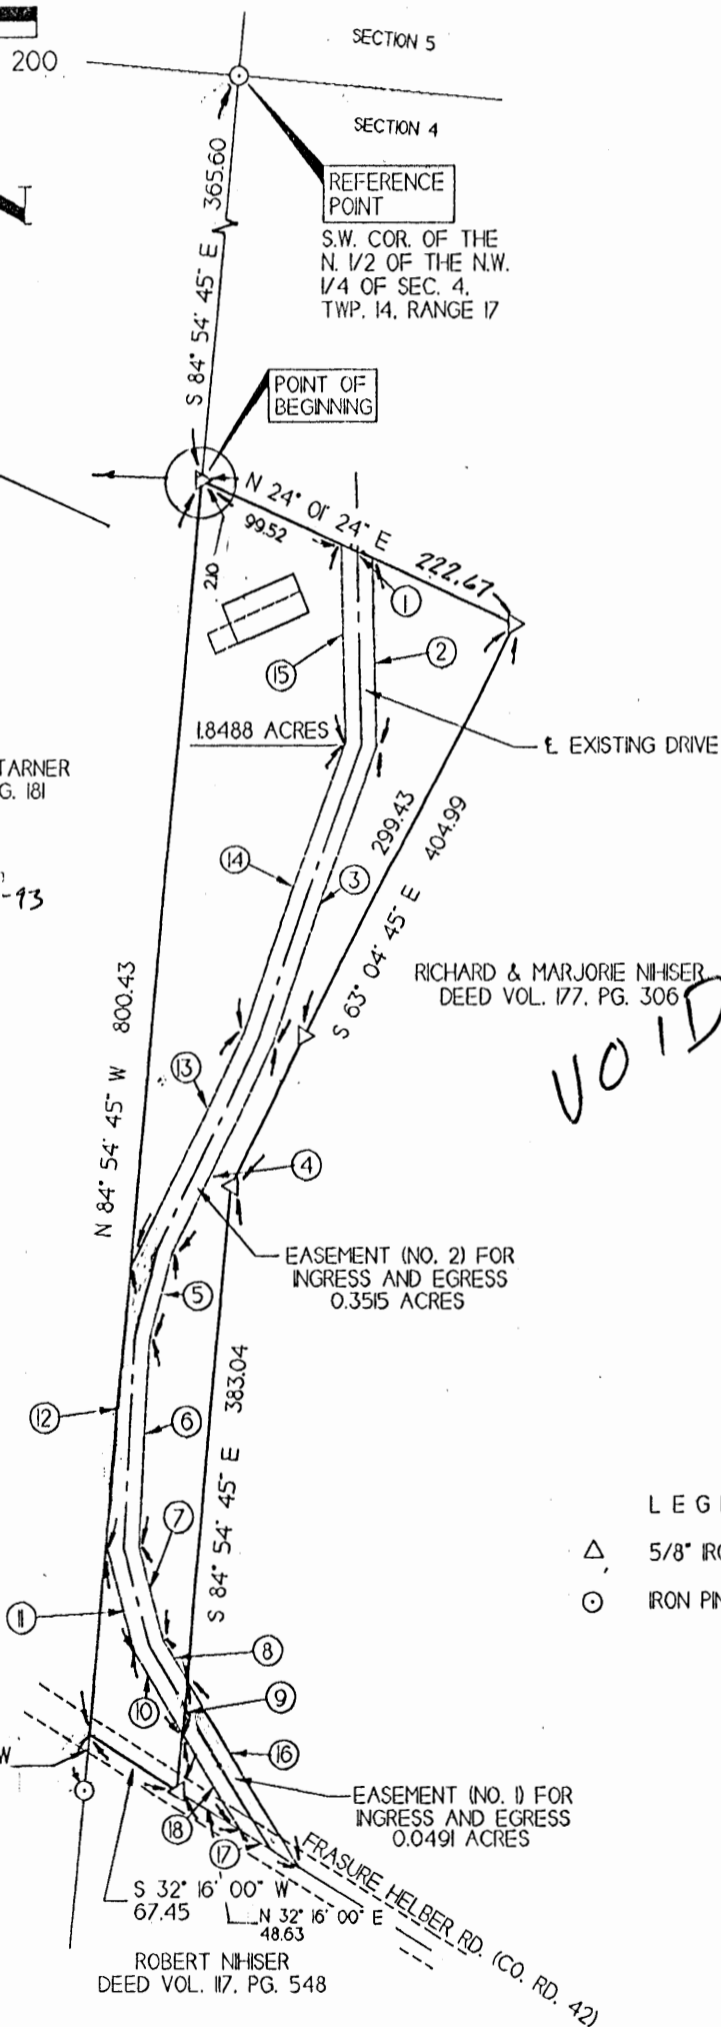 200
SECTION 5
SECTION 4
365.60
S 84° 54' 45" E
REFERENCE
POINT
S.W. COR. OF THE
N. 1/2 OF THE N.W.
1/4 OF SEC. 4,
TWP. 14, RANGE 17
POINT OF
BEGINNING
N 24° 01' 24" E
99.52
222.67
210
1
2
15
1.8488 ACRES
℄ EXISTING DRIVE
TARNER
G. 181
-93
299.43
404.99
S 63° 04' 45" E
14
3
RICHARD & MARJORIE NIHISER
DEED VOL. 177, PG. 306
VOID
800.43
N 84° 54' 45" W
13
4
EASEMENT (NO. 2) FOR
INGRESS AND EGRESS
0.3515 ACRES
5
383.04
S 84° 54' 45" E
12
6
7
LEG
5/8" IR
IRON PIN
11
8
9
10
16
W
EASEMENT (NO. 1) FOR
INGRESS AND EGRESS
0.0491 ACRES
18
17
FRASURE HELBER RD. (CO. RD. 42)
S 32° 16' 00" W
67.45
N 32° 16' 00" E
48.63
ROBERT NIHISER
DEED VOL. 117, PG. 548